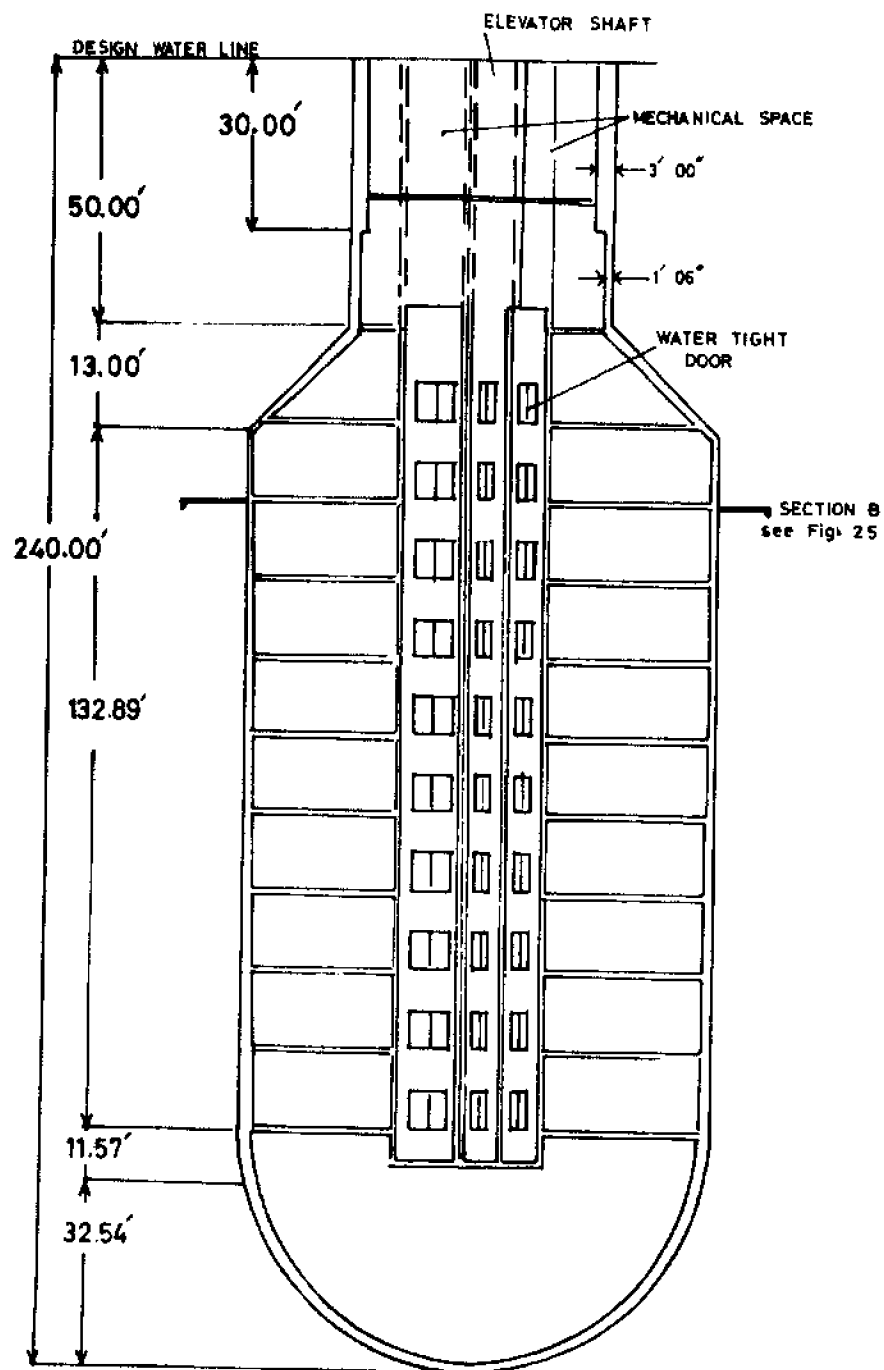 ELEVATOR SHAFT
DESIGN WATER LINE
30.00′
MECHANICAL SPACE
3' 00"
50.00′
1' 06"
WATER TIGHT
DOOR
13.00′
SECTION B
see Fig. 25
240.00′
132.89′
11.57′
32.54′